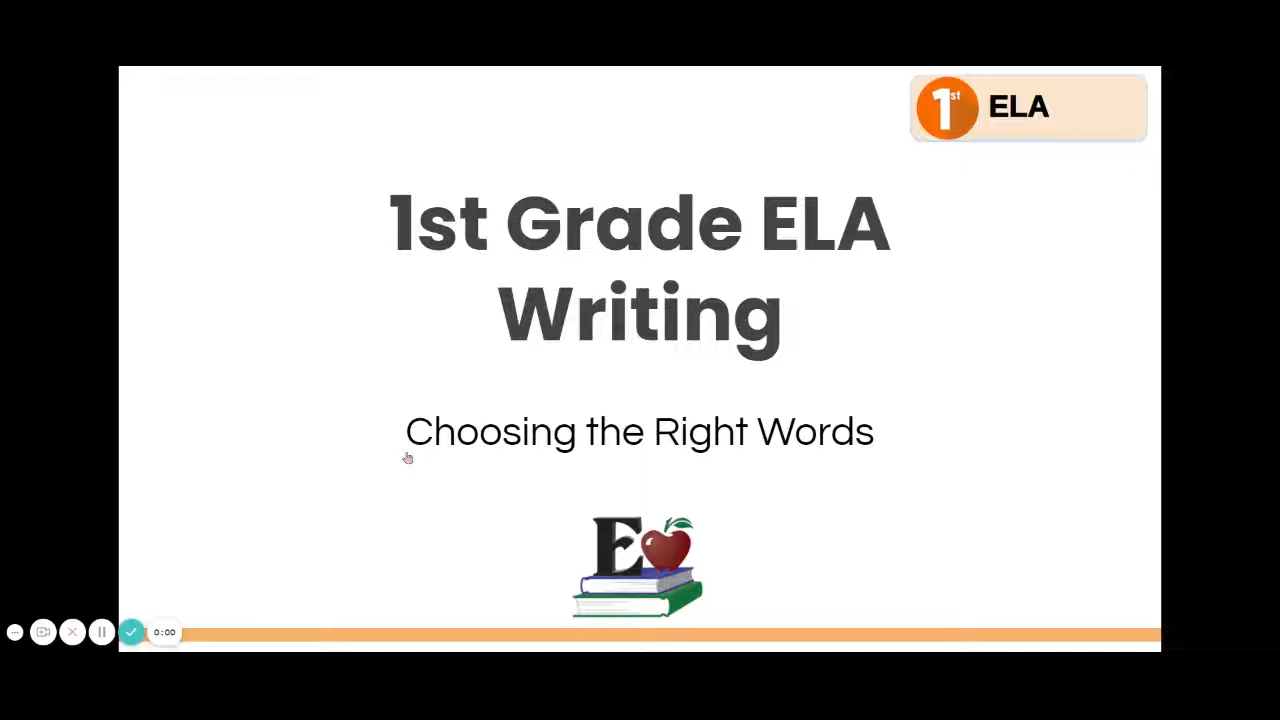 1st ELA
1st Grade ELA
Writing
Choosing the Right Words
E
0:00